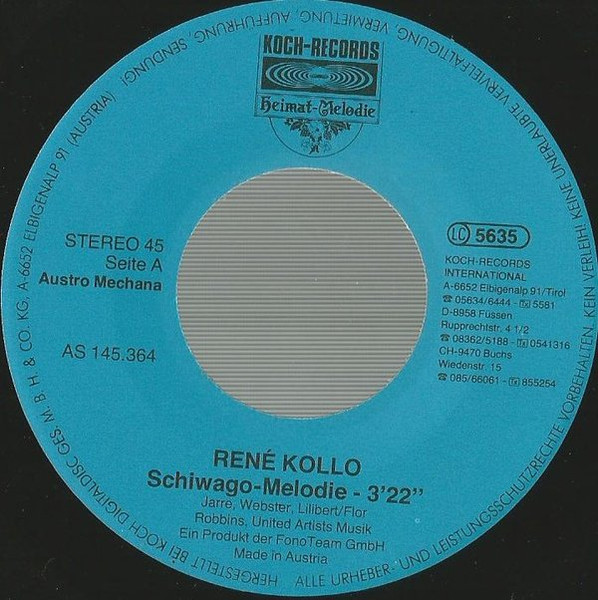 KOCH-RECORDS
Heimat-Melodie
STEREO 45
Seite A
Austro Mechana
AS 145.364
LC 5635
KOCH-RECORDS
INTERNATIONAL
A-6652 Elbigenalp 91/Tirol
☎ 05634/6444 - 5581
D-8958 Füssen
Rupprechtstr. 4 1/2
☎ 08362/5188 - 0541316
CH-9470 Buchs
Wiedenstr. 15
☎ 085/66061 - 855254
RENÉ KOLLO
Schiwago-Melodie - 3'22”
Jarre, Webster, Lilibert/Flor
Robbins, United Artists Musik
Ein Produkt der FonoTeam GmbH
Made in Austria
HERGESTELLT BEI KOCH DIGITALDISC GES. M. B. H. & CO. KG, A-6652 ELBIGENALP 91 (AUSTRIA)
ALLE URHEBER- UND LEISTUNGSSCHUTZRECHTE VORBEHALTEN. KEIN VERLEIH! KEINE UNERLAUBTE VERVIELFÄLTIGUNG, VERMIETUNG, AUFFÜHRUNG, SENDUNG!